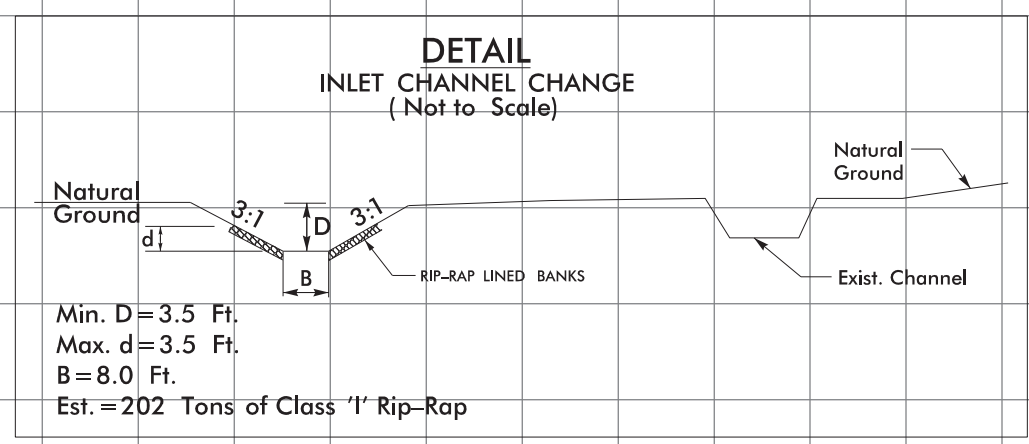 DETAIL
INLET CHANNEL CHANGE
( Not to Scale)
Natural
Ground
Natural
Ground
3:1
D
3:1
d
B
RIP-RAP LINED BANKS
Exist. Channel
Min. D=3.5 Ft.
Max. d=3.5 Ft.
B=8.0 Ft.
Est.=202 Tons of Class 'I' Rip-Rap